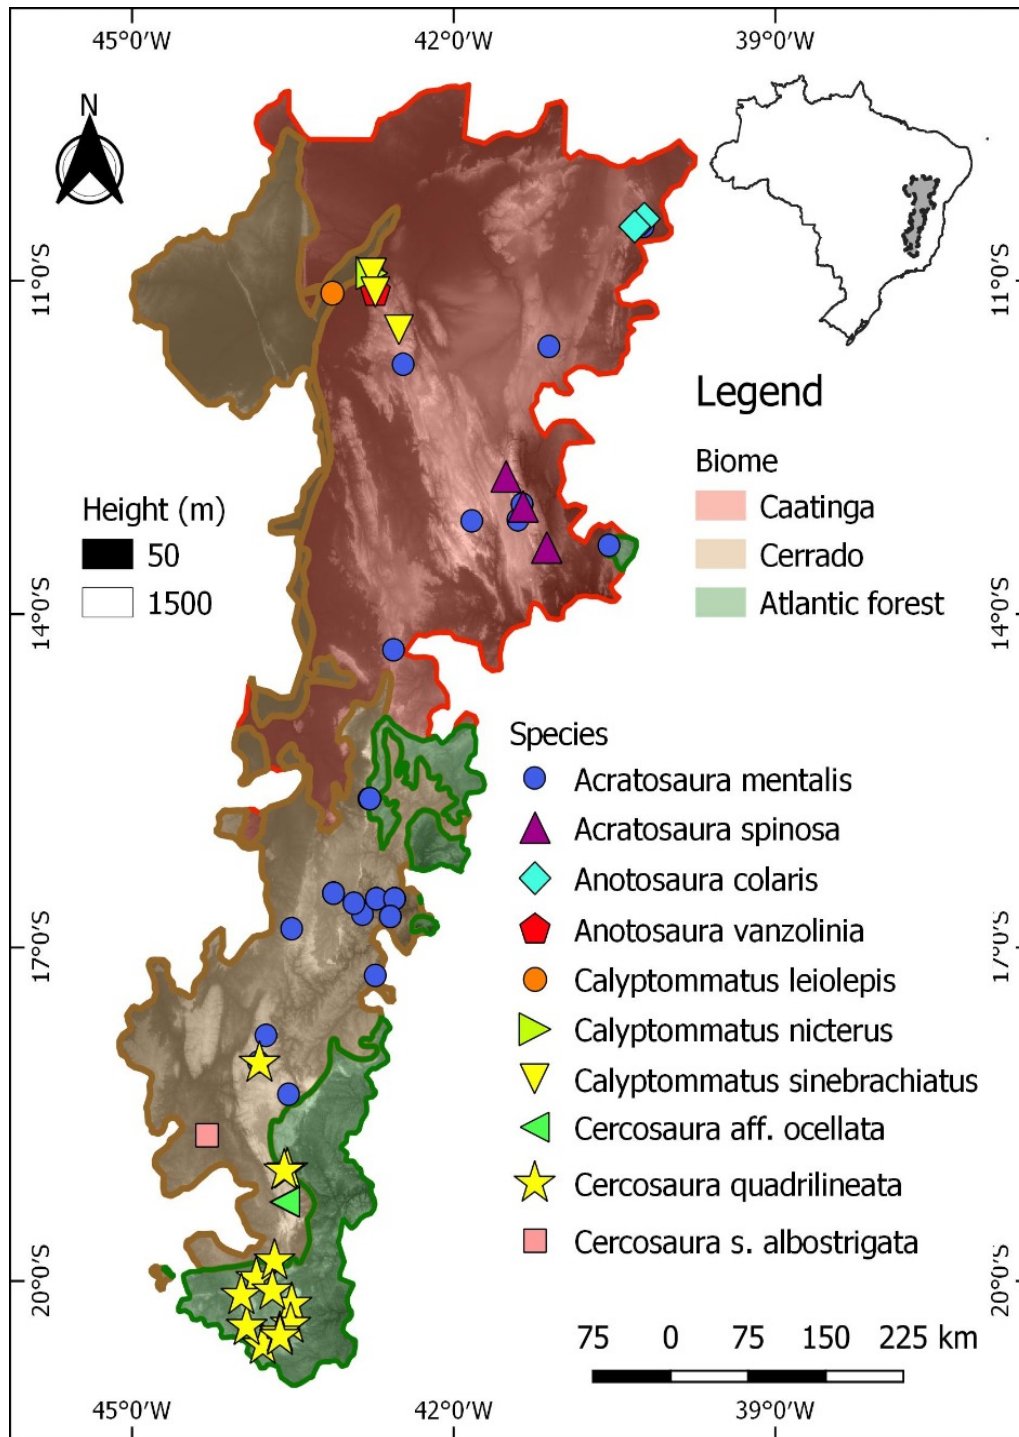 45°0′W 42°0′W 39°0′W
N
11°0′S 11°0′S
Legend
Biome
Caatinga
Cerrado
Atlantic forest
Height (m)
50
1500
14°0′S 14°0′S
Species
Acratosaura mentalis
Acratosaura spinosa
Anotosaura colaris
Anotosaura vanzolinia
Calyptommatus leiolepis
Calyptommatus nicterus
Calyptommatus sinebrachiatus
Cercosaura aff. ocellata
Cercosaura quadrilineata
Cercosaura s. albostrigata
17°0′S 17°0′S
20°0′S 20°0′S
75 0 75 150 225 km
45°0′W 42°0′W 39°0′W